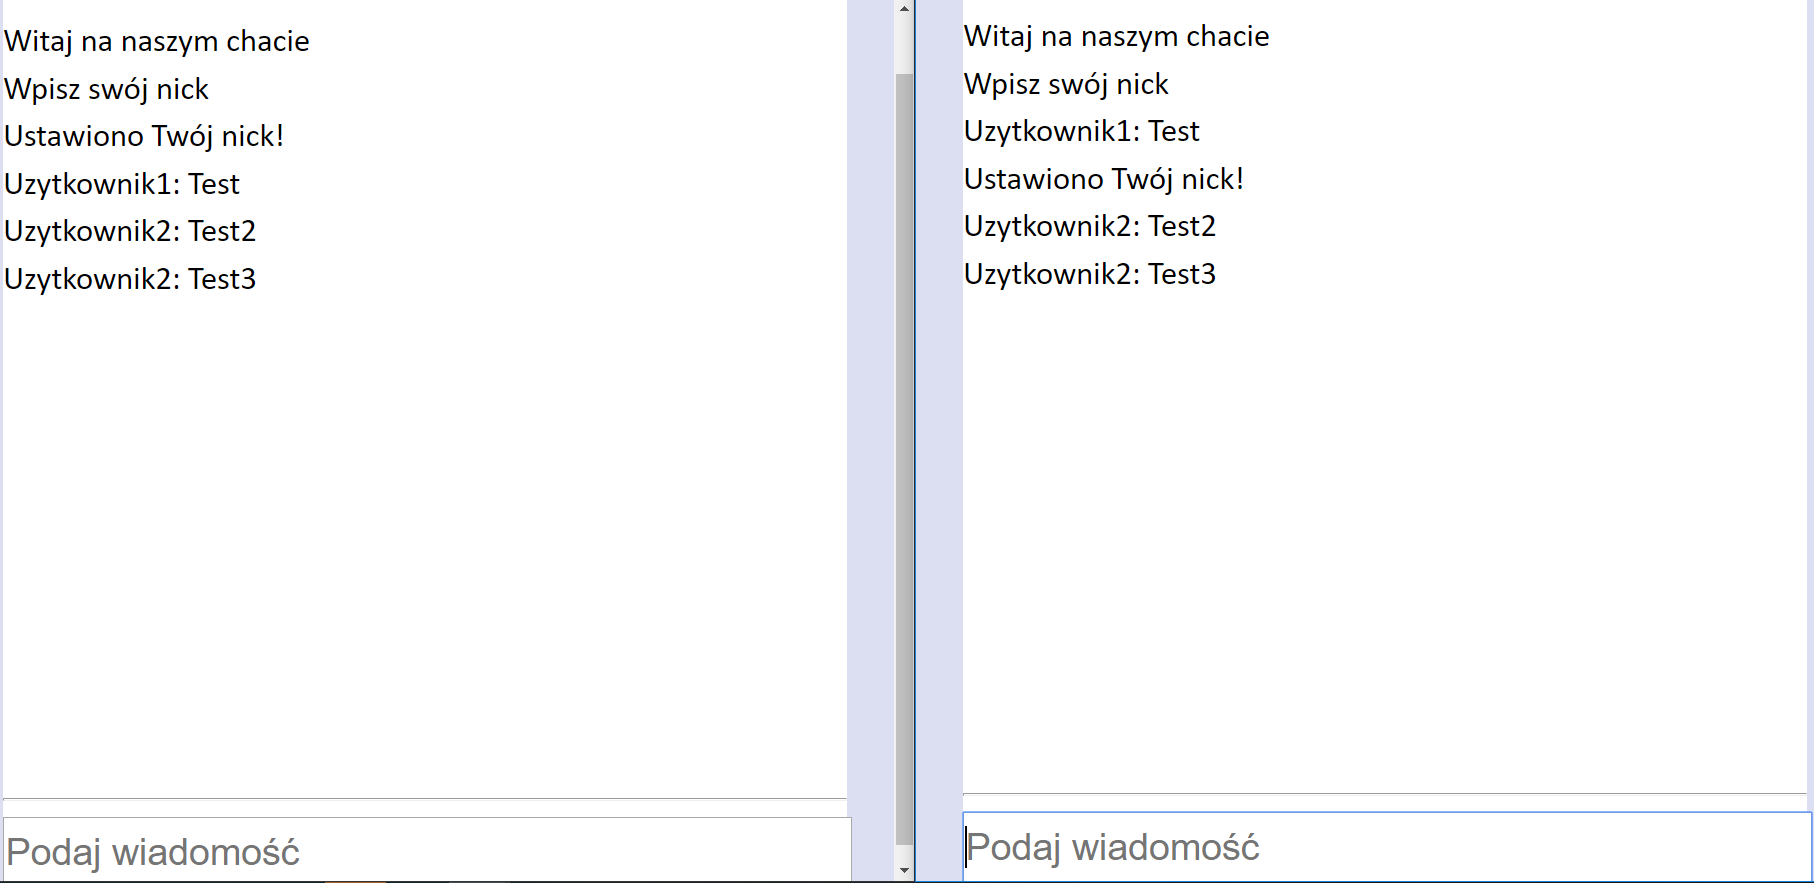 Witaj na naszym chacie
Wpisz swój nick
Ustawiono Twój nick!
Uzytkownik1: Test
Uzytkownik2: Test2
Uzytkownik2: Test3
Podaj wiadomość
Witaj na naszym chacie
Wpisz swój nick
Uzytkownik1: Test
Ustawiono Twój nick!
Uzytkownik2: Test2
Uzytkownik2: Test3
Podaj wiadomość